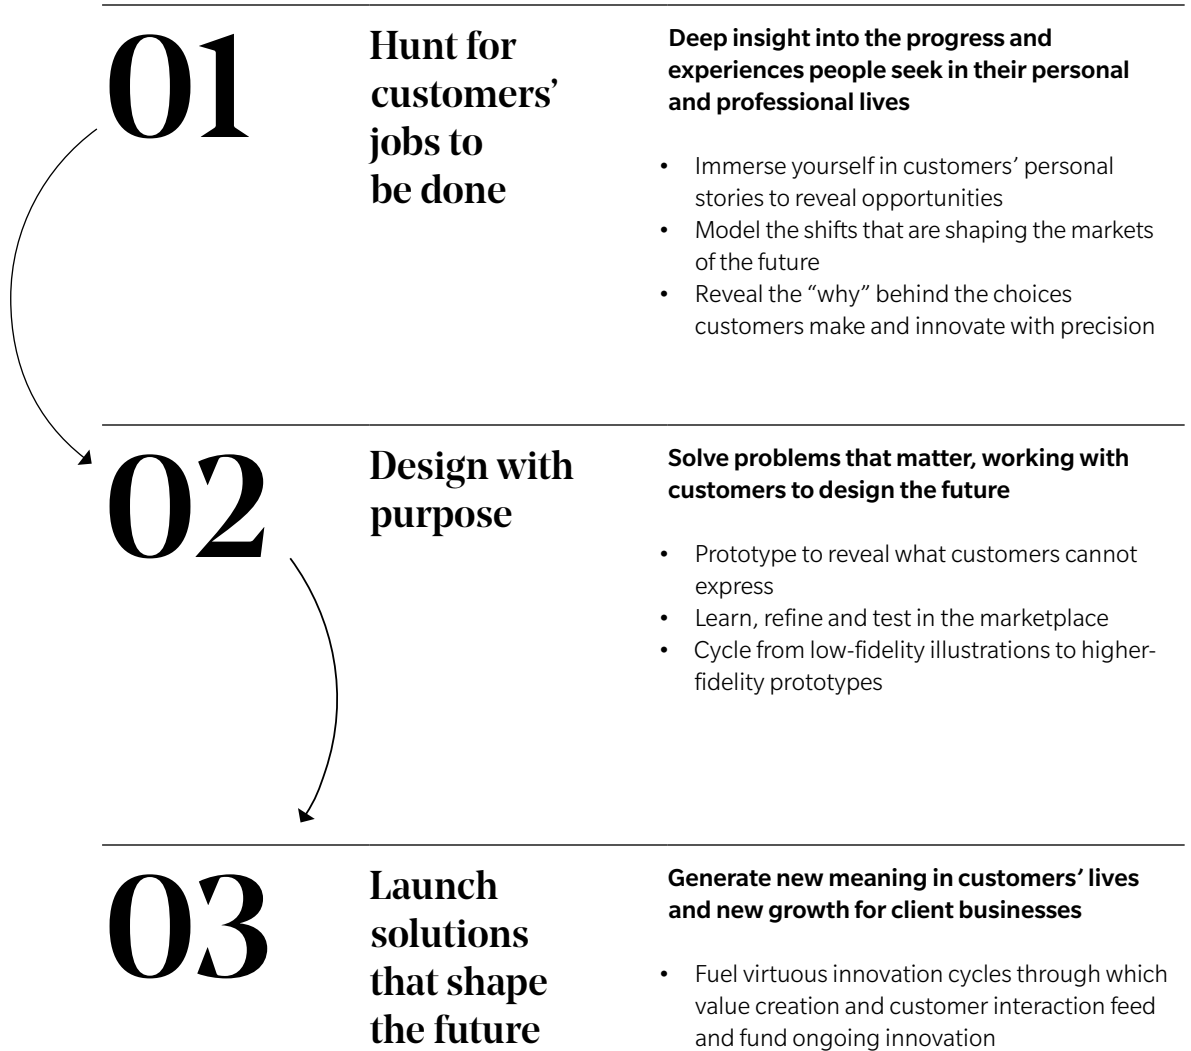 01
Hunt for
customers’
jobs to
be done
Deep insight into the progress and
experiences people seek in their personal
and professional lives
• Immerse yourself in customers’ personal
stories to reveal opportunities
• Model the shifts that are shaping the markets
of the future
• Reveal the “why” behind the choices
customers make and innovate with precision
02
Design with
purpose
Solve problems that matter, working with
customers to design the future
• Prototype to reveal what customers cannot
express
• Learn, refine and test in the marketplace
• Cycle from low-fidelity illustrations to higher-
fidelity prototypes
03
Launch
solutions
that shape
the future
Generate new meaning in customers’ lives
and new growth for client businesses
• Fuel virtuous innovation cycles through which
value creation and customer interaction feed
and fund ongoing innovation